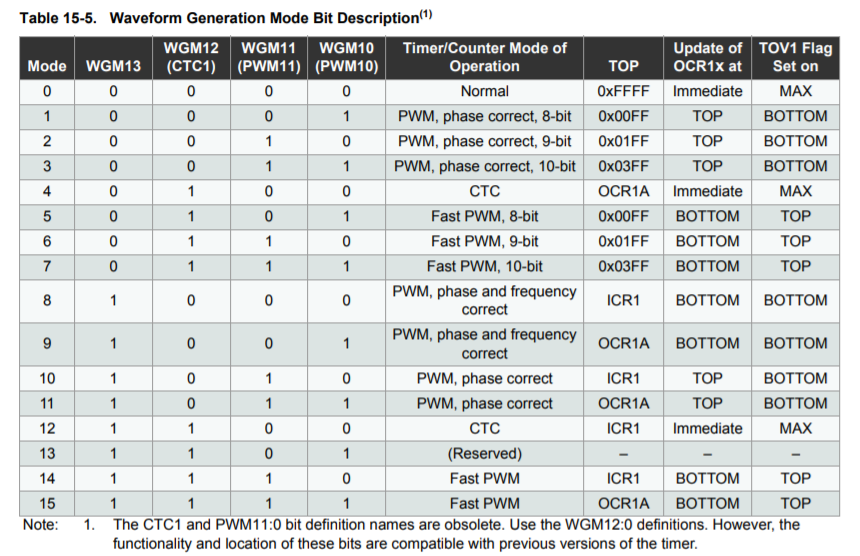 Table 15-5. Waveform Generation Mode Bit Description(1)
Mode WGM13 WGM12 (CTC1) WGM11 (PWM11) WGM10 (PWM10) Timer/Counter Mode of Operation TOP Update of OCR1x at TOV1 Flag Set on
0 0 0 0 0 Normal 0xFFFF Immediate MAX
1 0 0 0 1 PWM, phase correct, 8-bit 0x00FF TOP BOTTOM
2 0 0 1 0 PWM, phase correct, 9-bit 0x01FF TOP BOTTOM
3 0 0 1 1 PWM, phase correct, 10-bit 0x03FF TOP BOTTOM
4 0 1 0 0 CTC OCR1A Immediate MAX
5 0 1 0 1 Fast PWM, 8-bit 0x00FF BOTTOM TOP
6 0 1 1 0 Fast PWM, 9-bit 0x01FF BOTTOM TOP
7 0 1 1 1 Fast PWM, 10-bit 0x03FF BOTTOM TOP
8 1 0 0 0 PWM, phase and frequency correct ICR1 BOTTOM BOTTOM
9 1 0 0 1 PWM, phase and frequency correct OCR1A BOTTOM BOTTOM
10 1 0 1 0 PWM, phase correct ICR1 TOP BOTTOM
11 1 0 1 1 PWM, phase correct OCR1A TOP BOTTOM
12 1 1 0 0 CTC ICR1 Immediate MAX
13 1 1 0 1 (Reserved) – – –
14 1 1 1 0 Fast PWM ICR1 BOTTOM TOP
15 1 1 1 1 Fast PWM OCR1A BOTTOM TOP
Note: 1. The CTC1 and PWM11:0 bit definition names are obsolete. Use the WGM12:0 definitions. However, the
functionality and location of these bits are compatible with previous versions of the timer.